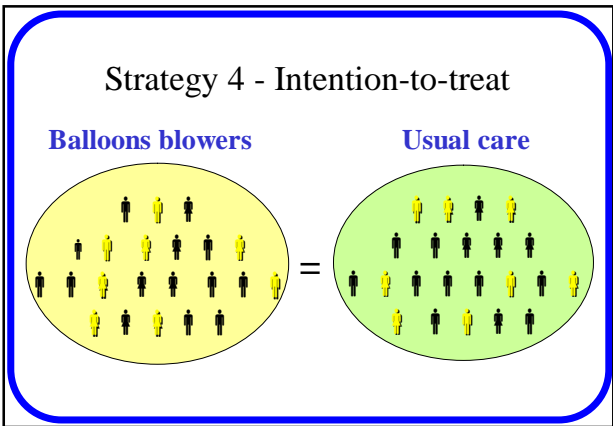 Strategy 4 - Intention-to-treat
Balloons blowers
Usual care
=